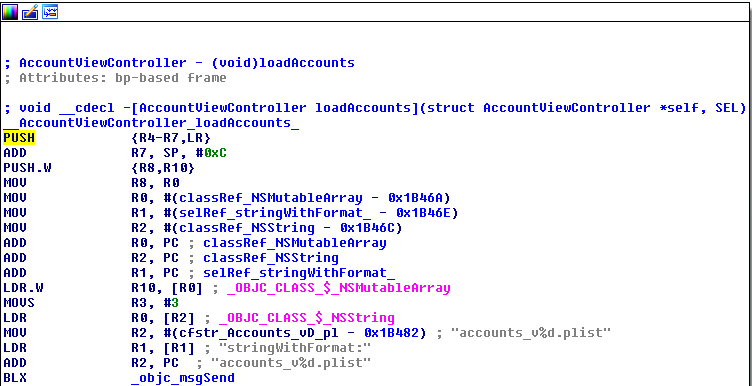 ; AccountViewController - (void)loadAccounts
; Attributes: bp-based frame
; void __cdecl -[AccountViewController loadAccounts](struct AccountViewController *self, SEL)
__AccountViewController_loadAccounts_
PUSH {R4-R7,LR}
ADD R7, SP, #0xC
PUSH.W {R8,R10}
MOV R8, R0
MOV R0, #(classRef_NSMutableArray - 0x1B46A)
MOV R1, #(selRef_stringWithFormat_ - 0x1B46E)
MOV R2, #(classRef_NSString - 0x1B46C)
ADD R0, PC ; classRef_NSMutableArray
ADD R2, PC ; classRef_NSString
ADD R1, PC ; selRef_stringWithFormat_
LDR.W R10, [R0] ; _OBJC_CLASS_$_NSMutableArray
MOVS R3, #3
LDR R0, [R2] ; _OBJC_CLASS_$_NSString
MOV R2, #(cfstr_Accounts_vD_pl - 0x1B482) ; "accounts_v%d.plist"
LDR R1, [R1] ; "stringWithFormat:"
ADD R2, PC ; "accounts_v%d.plist"
BLX _objc_msgSend